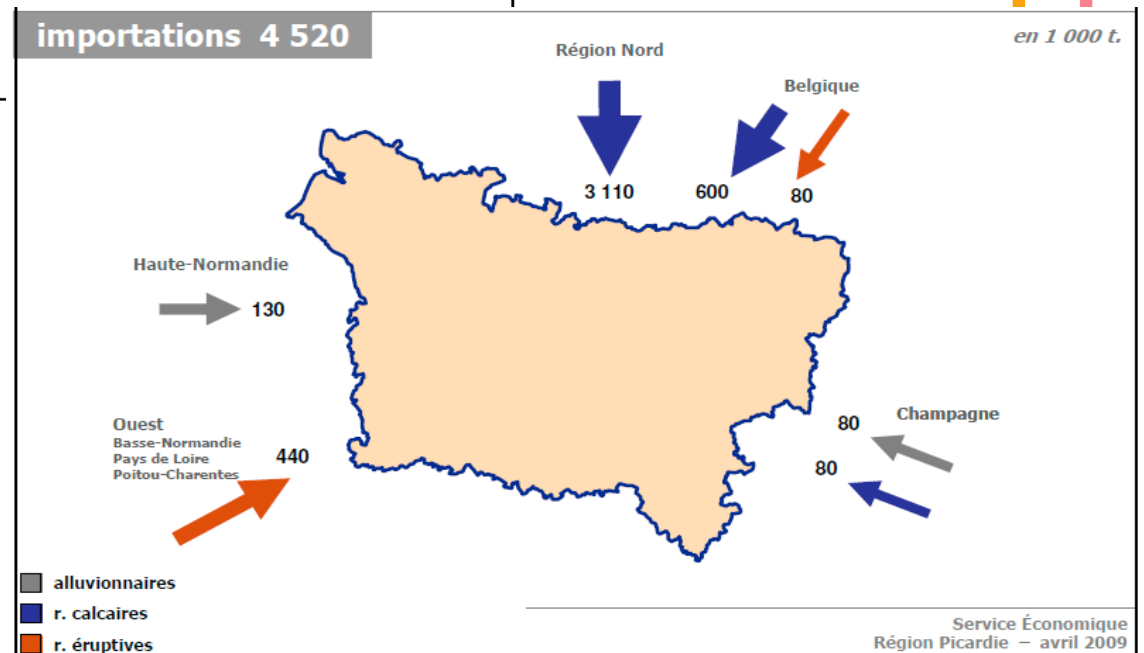 importations 4 520
en 1 000 t.
Région Nord
Belgique
3 110
600
80
Haute-Normandie
130
Ouest
Basse-Normandie
Pays de Loire
Poitou-Charentes
440
Champagne
80
80
alluvionnaires
r. calcaires
r. éruptives
Service Économique
Région Picardie – avril 2009